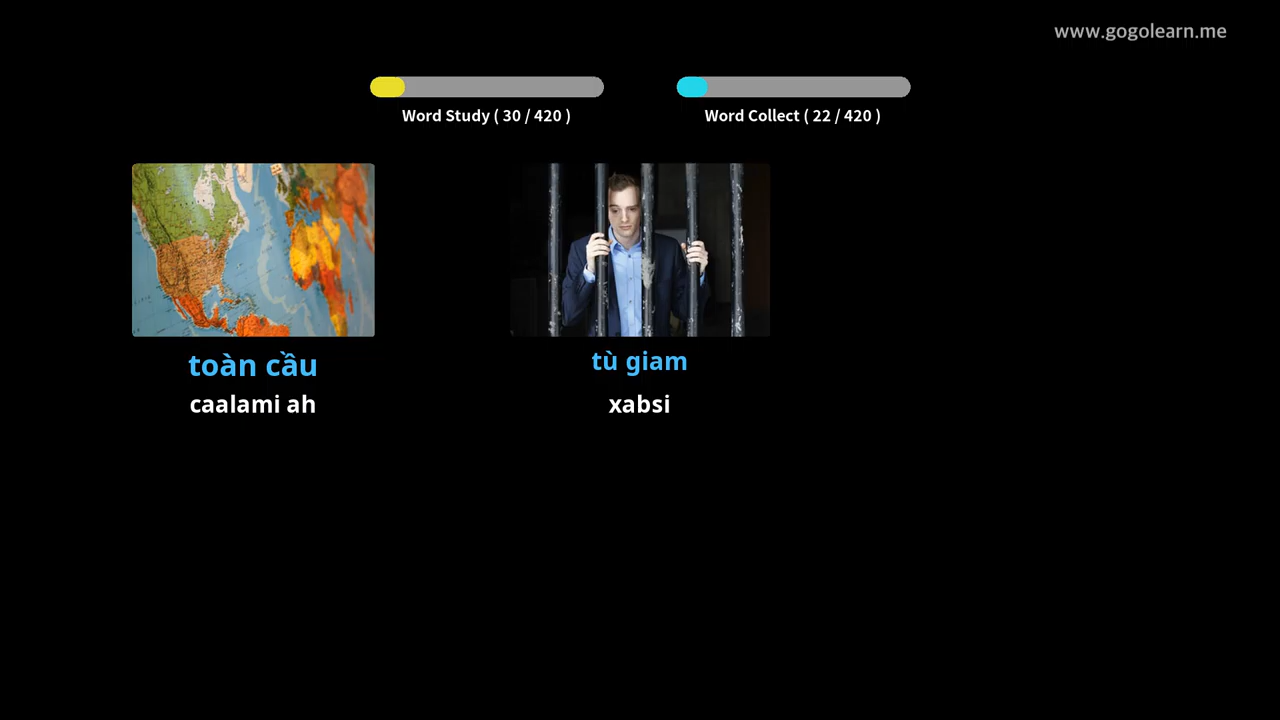 www.gogolearn.me
Word Study ( 30 / 420 )
Word Collect ( 22 / 420 )
toàn cầu
caalami ah
tù giam
xabsi